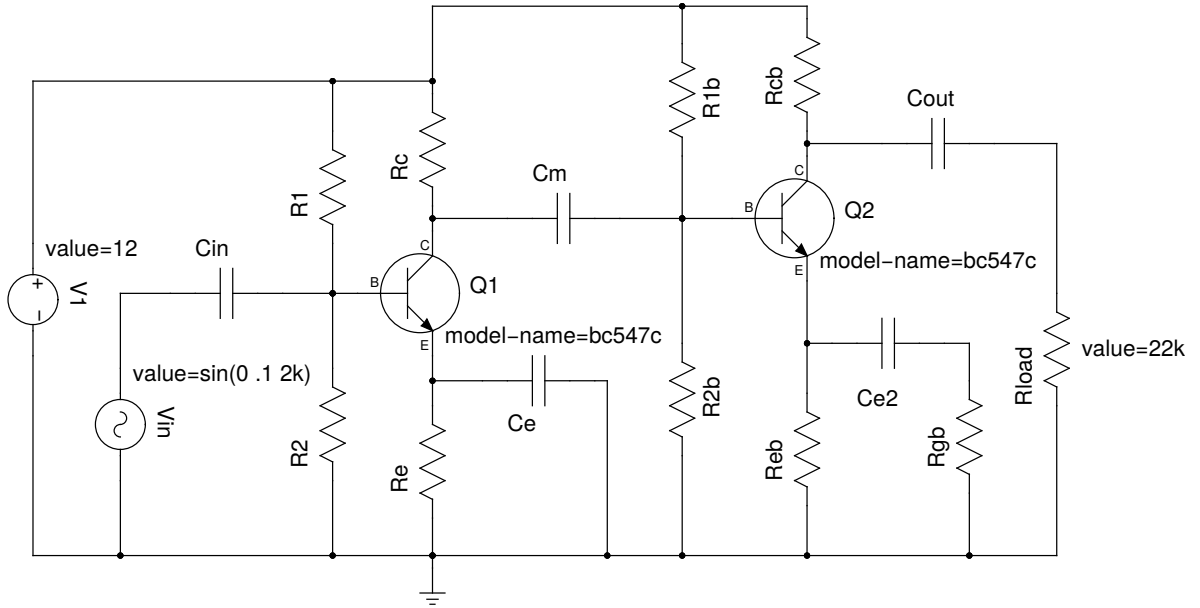 R1b
Rcb
Cout
Rc
Cm
R1
C
B
Q2
E
model−name=bc547c
value=12
V1
+
−
Cin
C
B
Q1
E
model−name=bc547c
value=sin(0 .1 2k)
Vin
R2
Re
Ce
R2b
Reb
Ce2
Rgb
Rload
value=22k